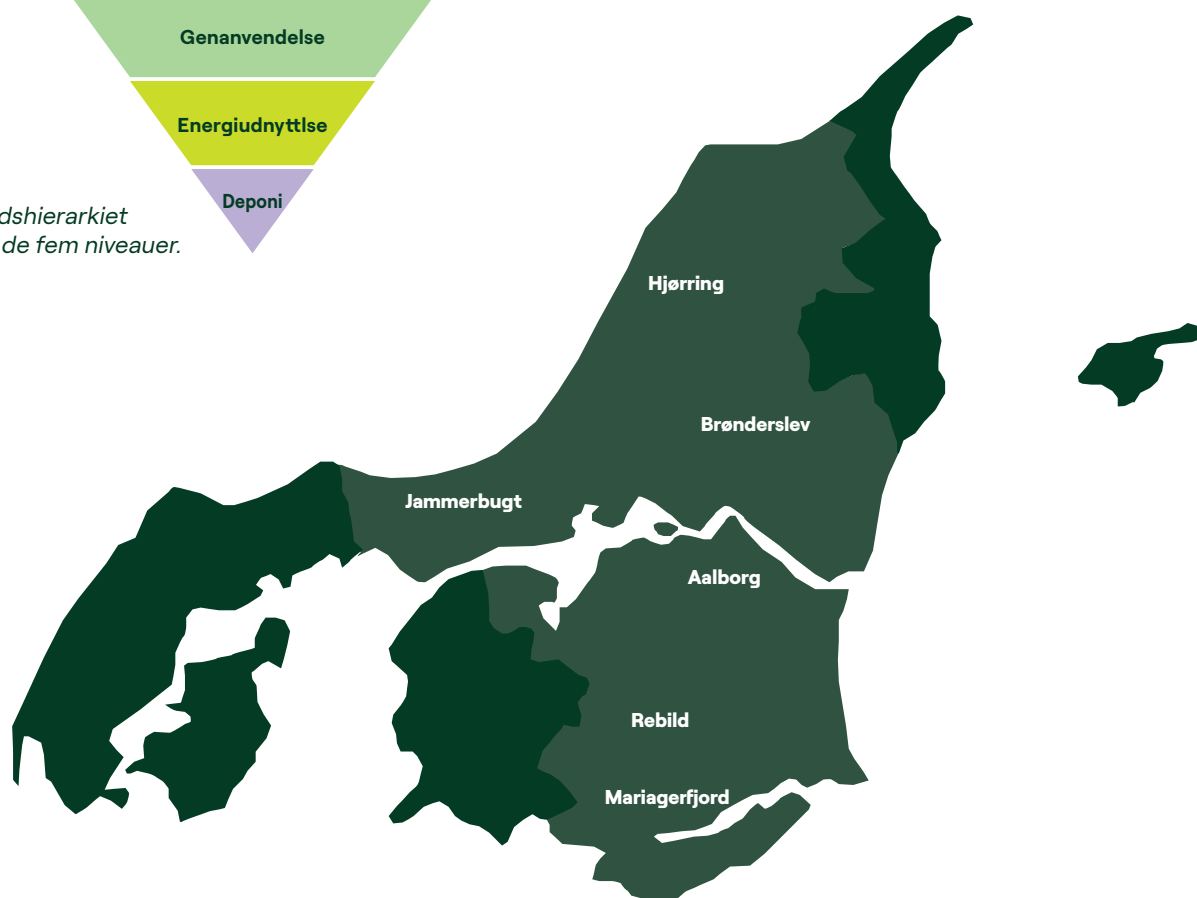 Genanvendelse
Energiudnyttlse
Deponi
dshierarkiet
de fem niveauer.
Hjørring
Brønderslev
Jammerbugt
Aalborg
Rebild
Mariagerfjord